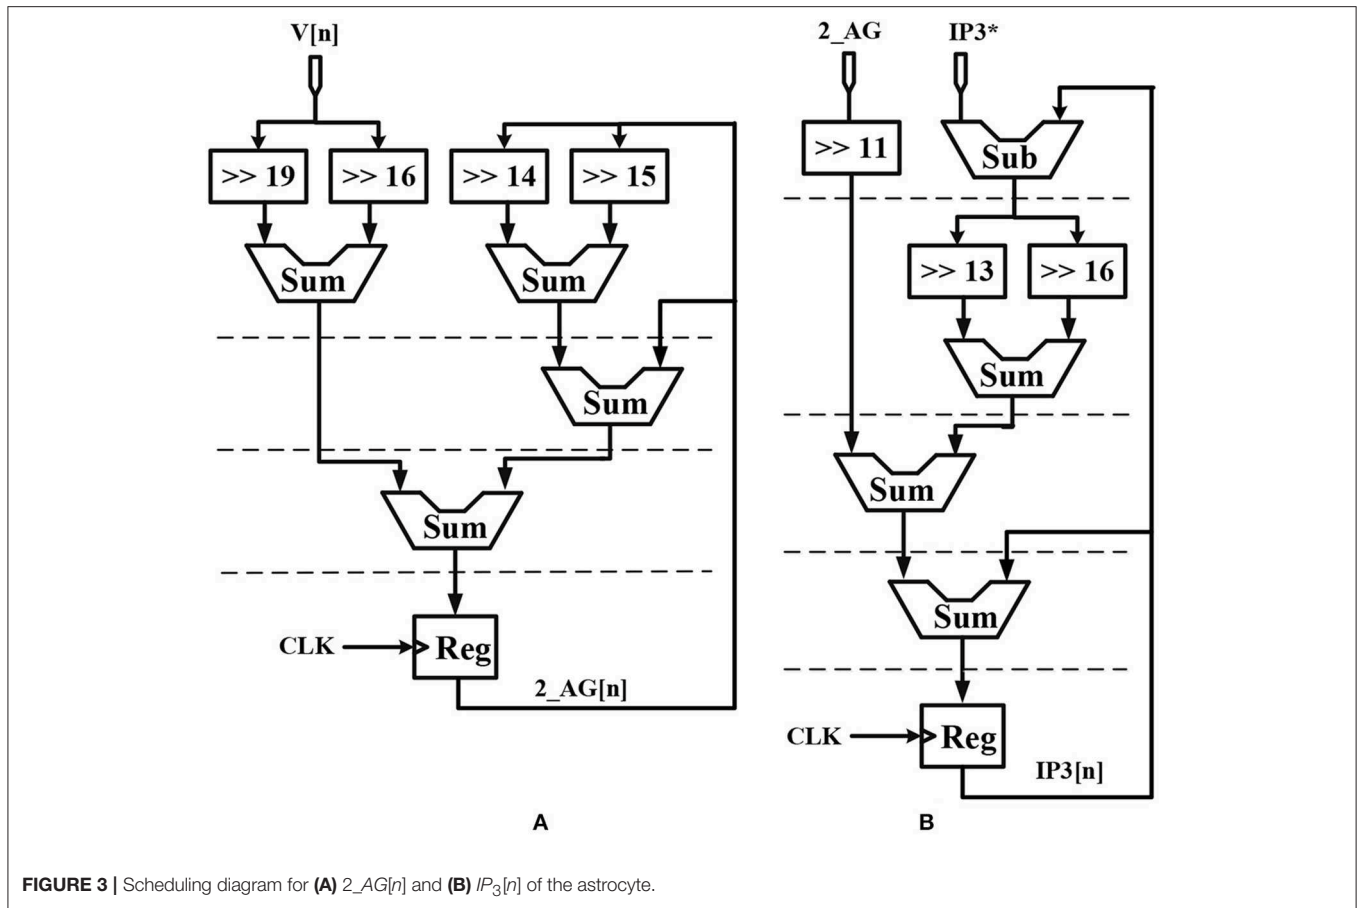 V[n]
>> 19
>> 16
>> 14
>> 15
Sum
Sum
Sum
Sum
CLK
Reg
2_AG[n]
A
2_AG
IP3*
>> 11
Sub
>> 13
>> 16
Sum
Sum
Sum
CLK
Reg
IP3[n]
B
FIGURE 3 | Scheduling diagram for (A) 2_AG[n] and (B) IP3[n] of the astrocyte.